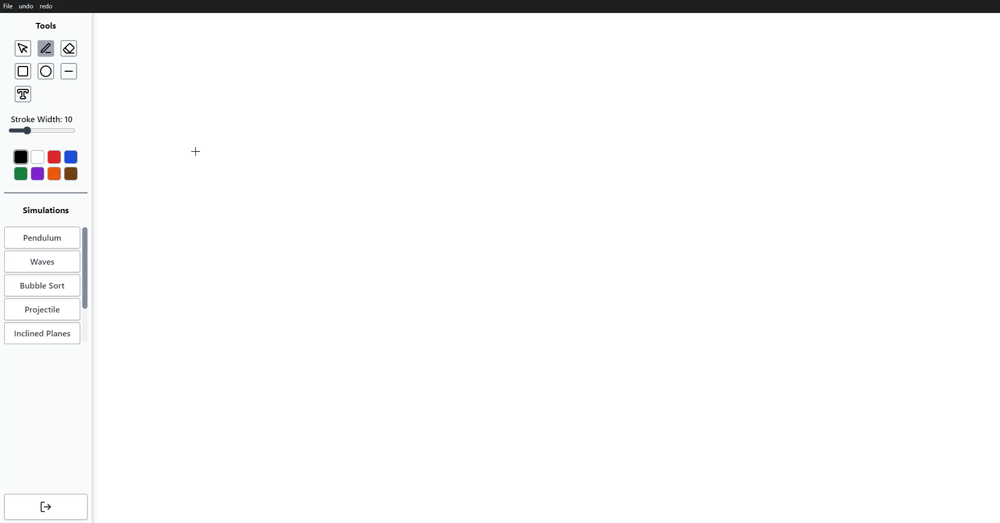 File undo redo
Tools
Stroke Width: 10
Simulations
Pendulum
Waves
Bubble Sort
Projectile
Inclined Planes